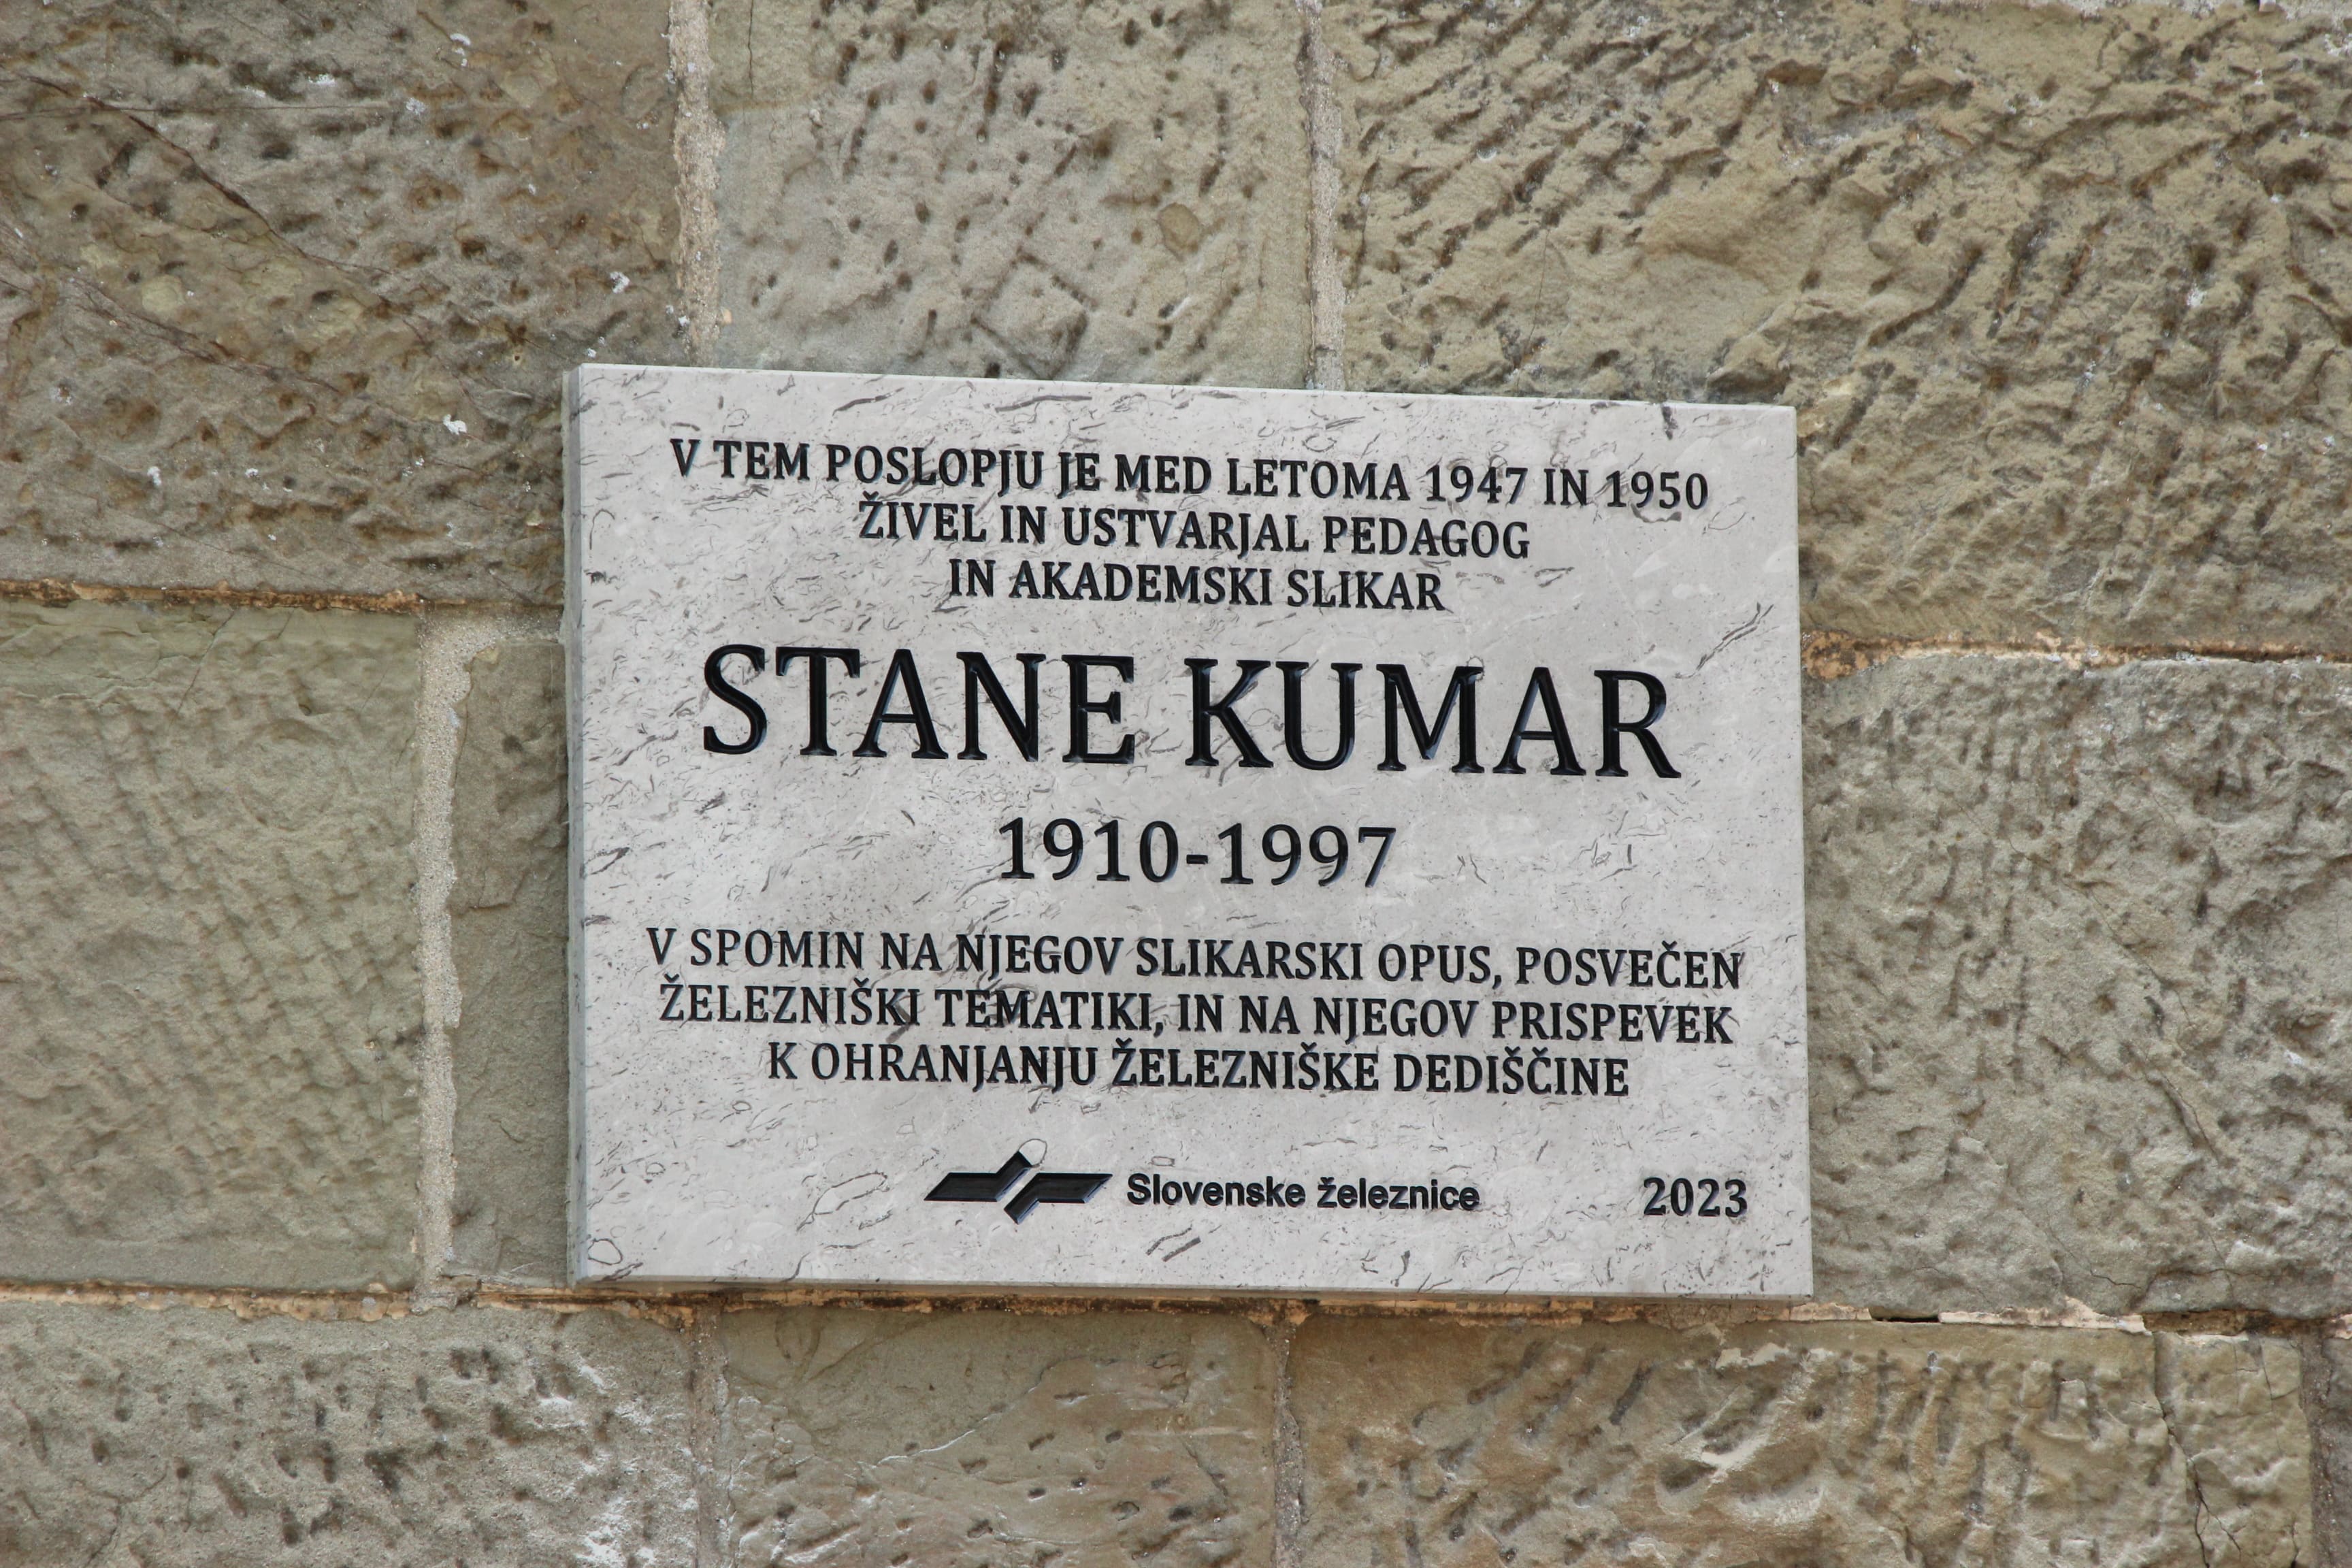 V TEM POSLOPJU JE MED LETOMA 1947 IN 1950
ŽIVEL IN USTVARJAL PEDAGOG
IN AKADEMSKI SLIKAR
STANE KUMAR
1910-1997
V SPOMIN NA NJEGOV SLIKARSKI OPUS, POSVEČEN
ŽELEZNIŠKI TEMATIKI, IN NA NJEGOV PRISPEVEK
K OHRANJANJU ŽELEZNIŠKE DEDIŠČINE
Slovenske železnice 2023